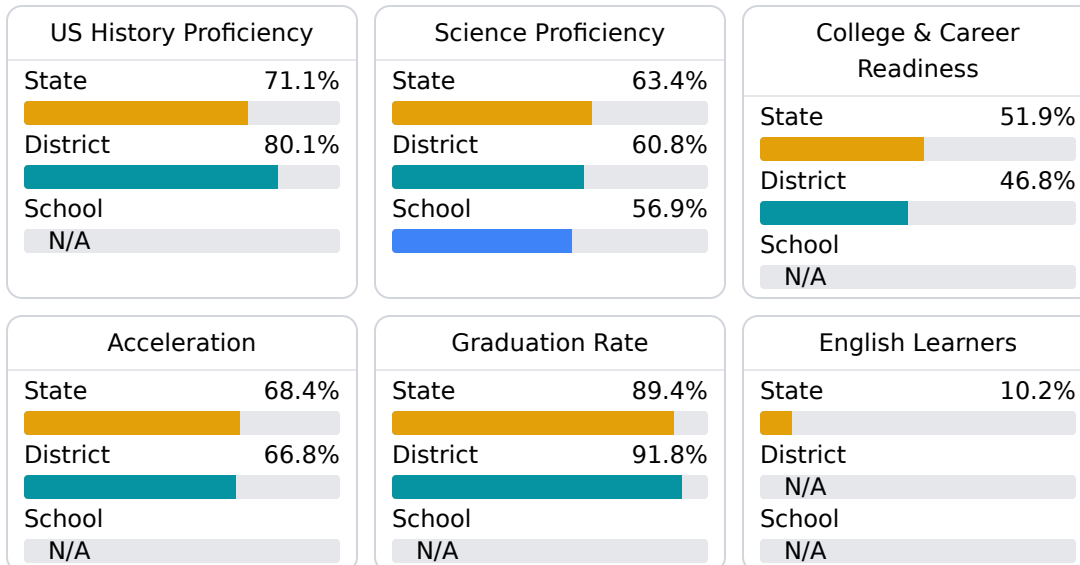 US History Proficiency
State 71.1%
District 80.1%
School
N/A
Science Proficiency
State 63.4%
District 60.8%
School 56.9%
College & Career
Readiness
State 51.9%
District 46.8%
School
N/A
Acceleration
State 68.4%
District 66.8%
School
N/A
Graduation Rate
State 89.4%
District 91.8%
School
N/A
English Learners
State 10.2%
District
N/A
School
N/A